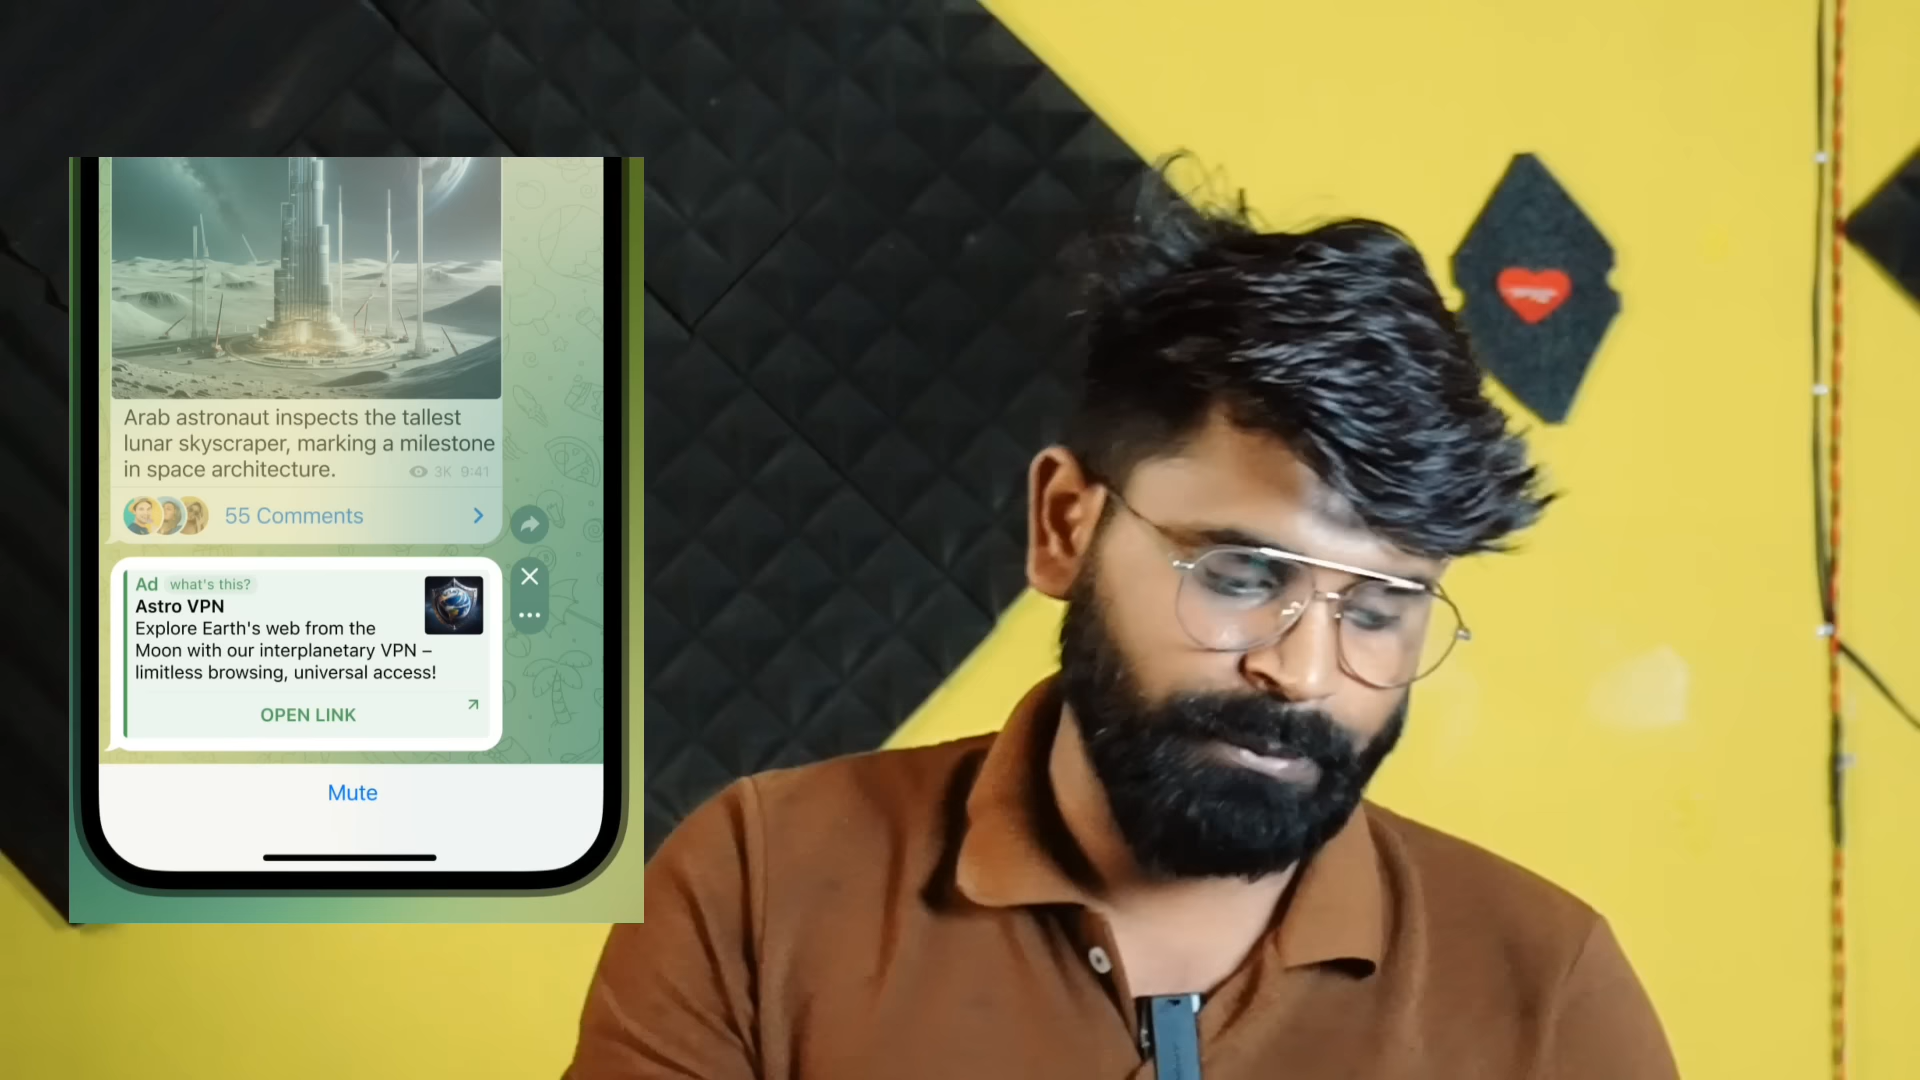 Arab astronaut inspects the tallest
lunar skyscraper, marking a milestone
in space architecture.
3K 9:41
55 Comments
Ad what's this?
Astro VPN
Explore Earth's web from the
Moon with our interplanetary VPN –
limitless browsing, universal access!
OPEN LINK
Mute